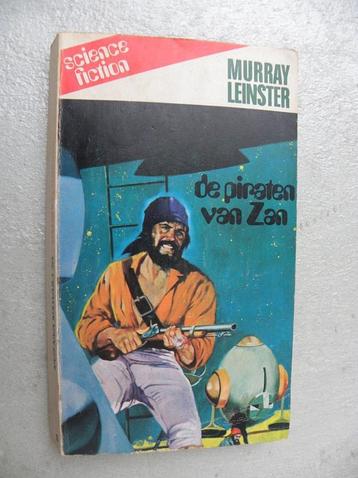 science
fiction
MURRAY
LEINSTER
de piraten
van Zan